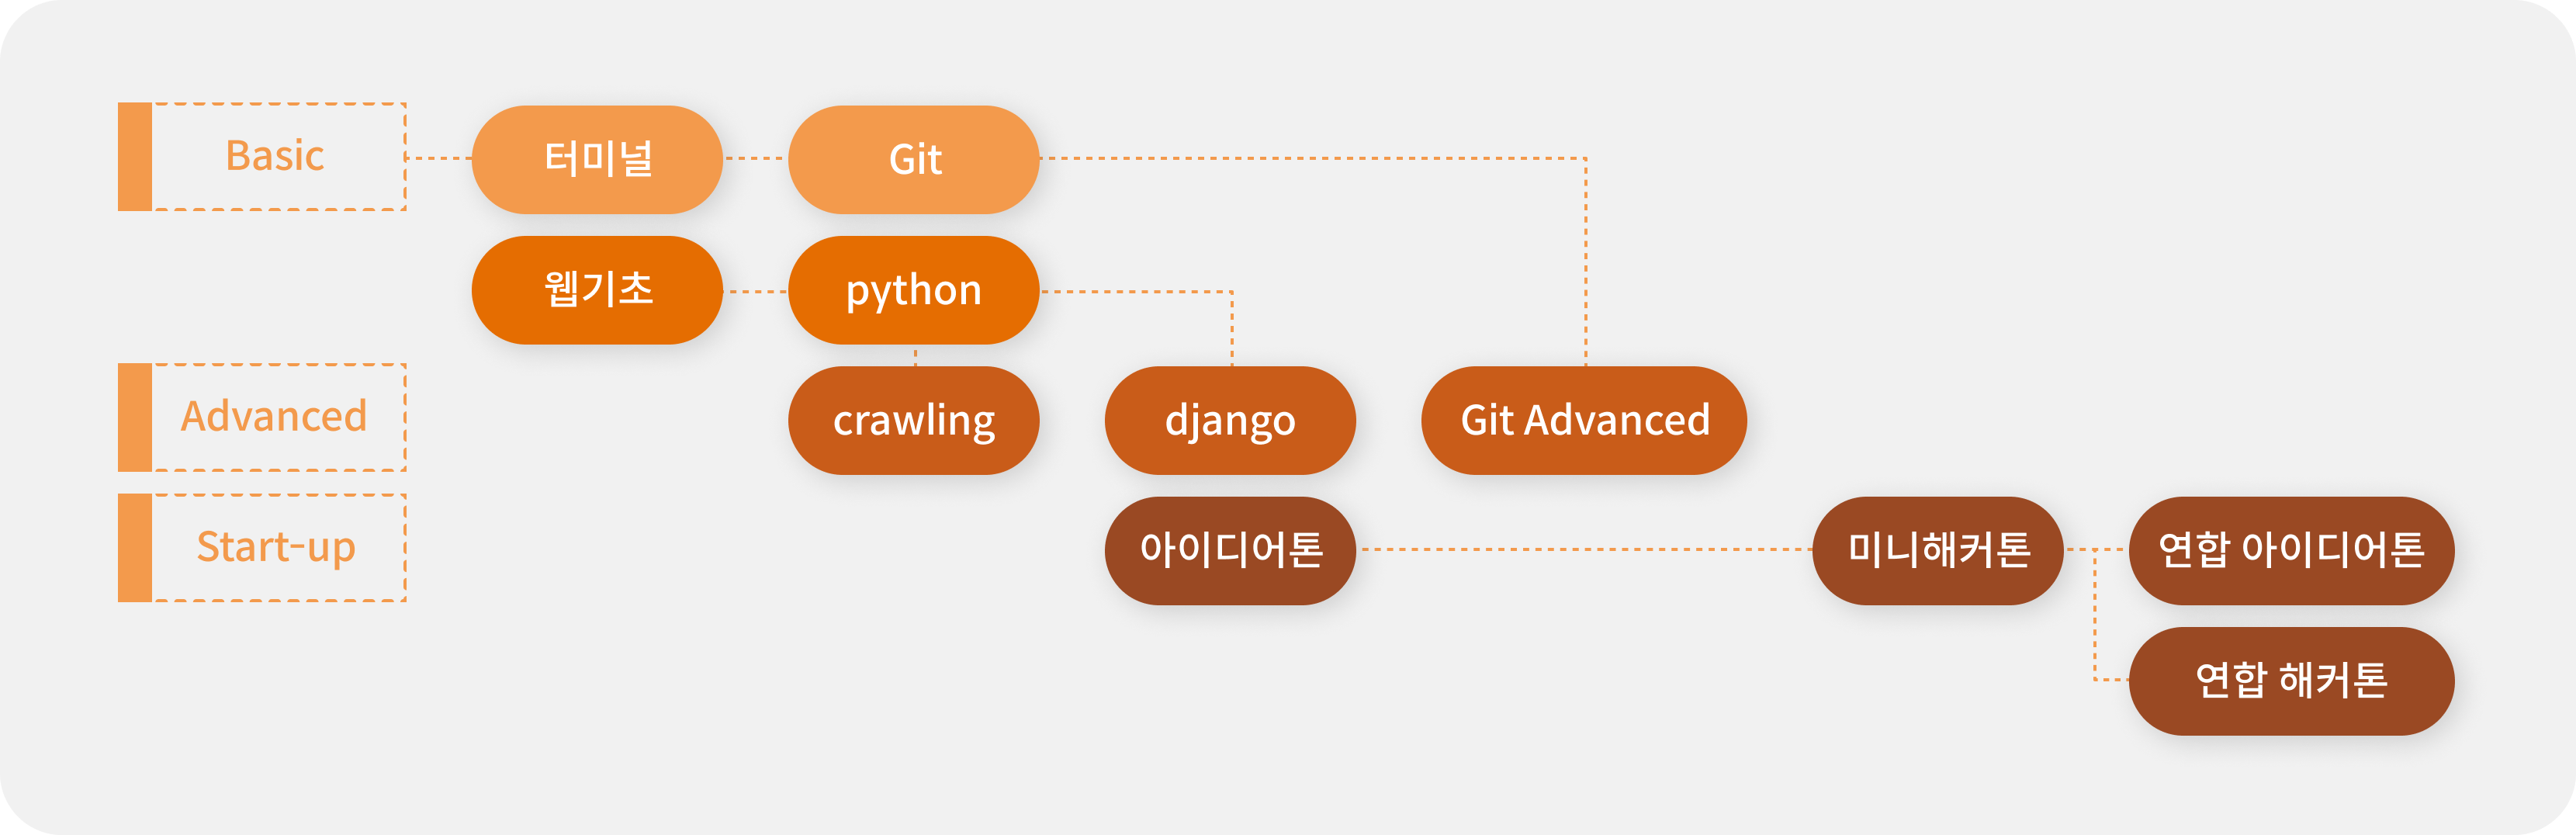 Basic
터미널
Git
웹기초
python
Advanced
crawling
django
Git Advanced
Start-up
아이디어톤
미니해커톤
연합 아이디어톤
연합 해커톤